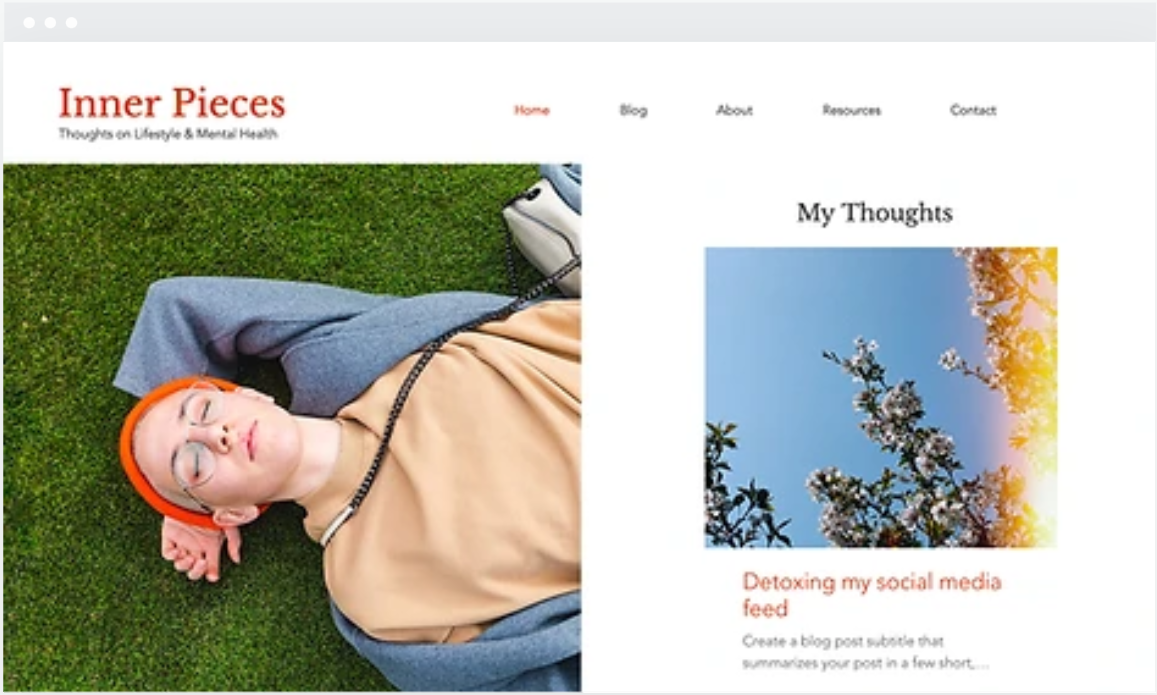 Inner Pieces
Thoughts on Lifestyle & Mental Health
Home Blog About Resources Contact
My Thoughts
Detoxing my social media
feed
Create a blog post subtitle that
summarizes your post in a few short,...